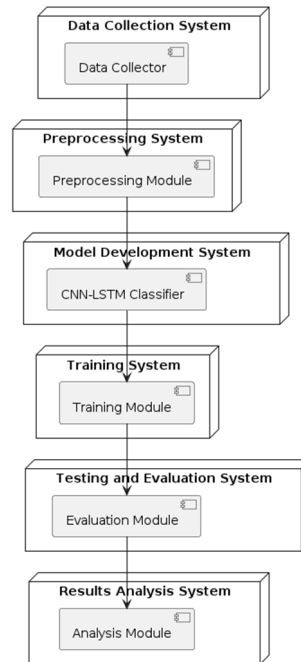 Data Collection System
Data Collector
Preprocessing System
Preprocessing Module
Model Development System
CNN-LSTM Classifier
Training System
Training Module
Testing and Evaluation System
Evaluation Module
Results Analysis System
Analysis Module